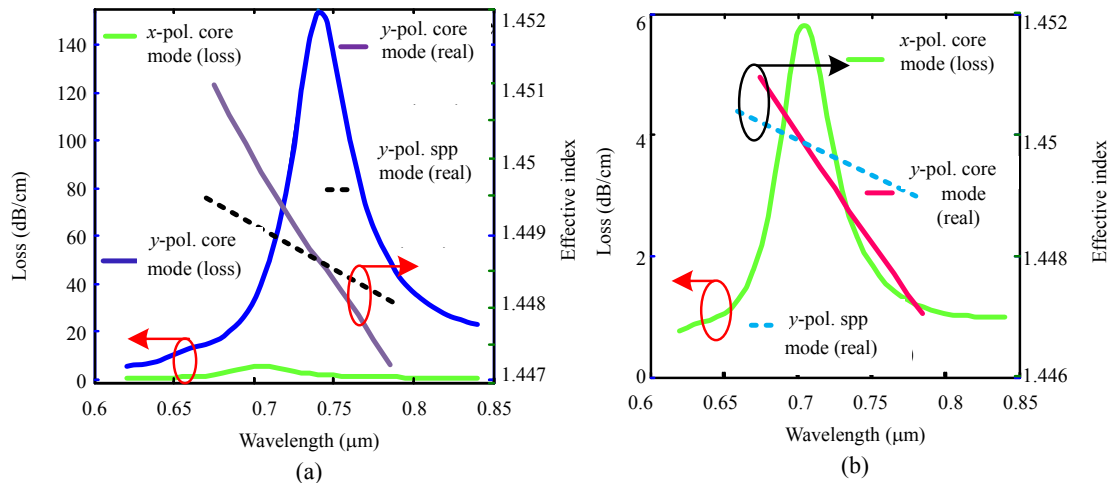 140
120
100
80
60
40
20
0
Loss (dB/cm)
x-pol. core
mode (loss)
y-pol. core
mode (real)
y-pol. spp
mode (real)
y-pol. core
mode (loss)
1.452
1.451
1.45
1.449
1.448
1.447
Effective index
0.6
0.65
0.7
0.75
0.8
0.85
Wavelength (μm)
(a)
6
4
2
0
Loss (dB/cm)
x-pol. core
mode (loss)
y-pol. core
mode
(real)
y-pol. spp
mode (real)
1.452
1.45
1.448
1.446
Effective index
0.6
0.65
0.7
0.75
0.8
0.85
Wavelength (μm)
(b)